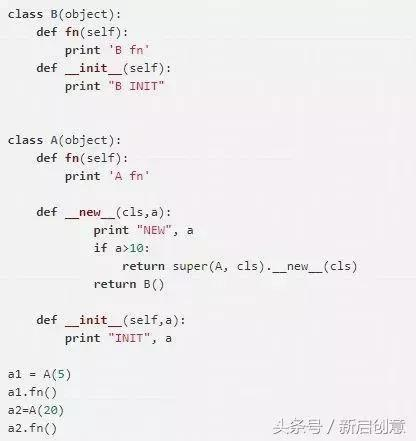 class B(object):
    def fn(self):
        print 'B fn'
    def __init__(self):
        print "B INIT"

class A(object):
    def fn(self):
        print 'A fn'

    def __new__(cls,a):
            print "NEW", a
            if a>10:
                return super(A, cls).__new__(cls)
            return B()

    def __init__(self,a):
        print "INIT", a

a1 = A(5)
a1.fn()
a2=A(20)
a2.fn()
头条号 / 新启创意